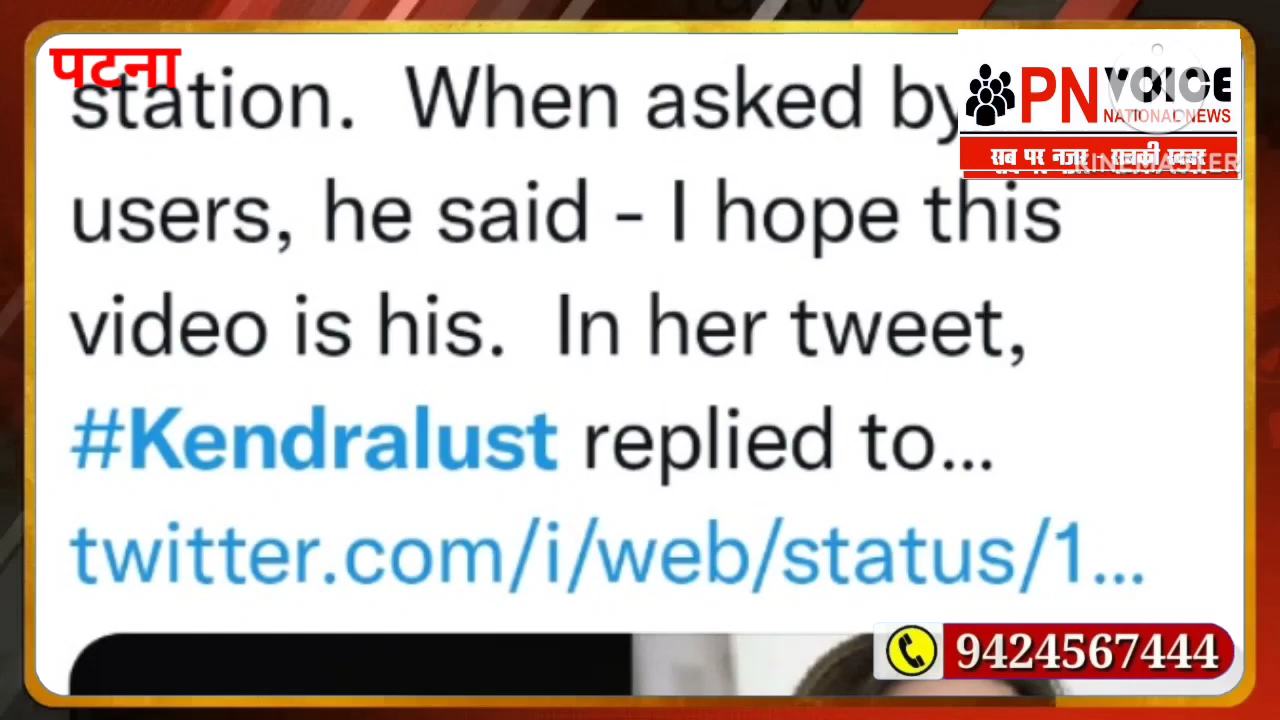 पटना
station. When asked by
users, he said - I hope this
video is his. In her tweet,
#Kendralust replied to...
twitter.com/i/web/status/1...
PN VOICE
NATIONAL NEWS
सब पर नजर - सबकी खबर
KINEMASTER
9424567444